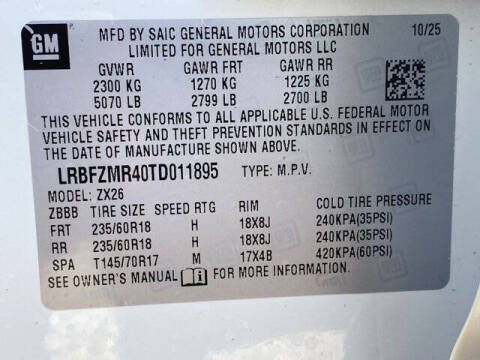 GM
MFD BY SAIC GENERAL MOTORS CORPORATION 10/25
LIMITED FOR GENERAL MOTORS LLC
GVWR GAWR FRT GAWR RR
2300 KG 1270 KG 1225 KG
5070 LB 2799 LB 2700 LB
THIS VEHICLE CONFORMS TO ALL APPLICABLE U.S. FEDERAL MOTOR
VEHICLE SAFETY AND THEFT PREVENTION STANDARDS IN EFFECT ON
THE DATE OF MANUFACTURE SHOWN ABOVE.
LRBFZMR40TD011895 TYPE: M.P.V.
MODEL: ZX26
ZBBB TIRE SIZE SPEED RTG RIM COLD TIRE PRESSURE
FRT 235/60R18 H 18X8J 240KPA(35PSI)
RR 235/60R18 H 18X8J 240KPA(35PSI)
SPA T145/70R17 M 17X4B 420KPA(60PSI)
SEE OWNER'S MANUAL FOR MORE INFORMATION.